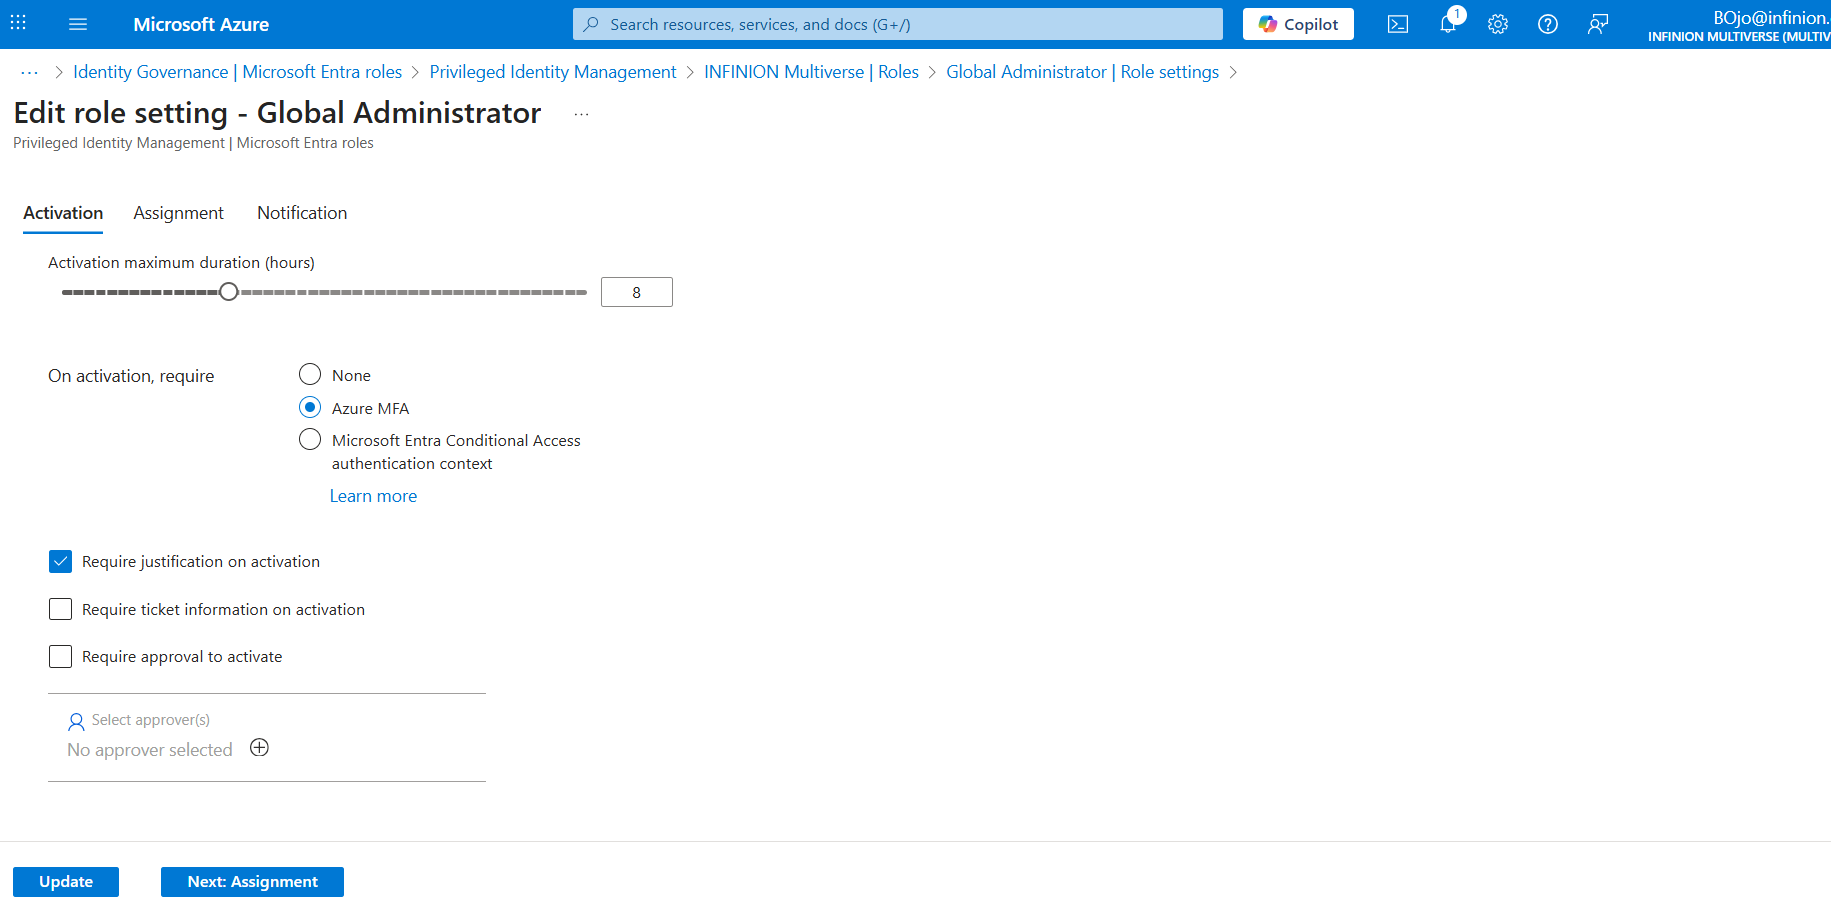 Microsoft Azure
Search resources, services, and docs (G+/)
Copilot
1
BOjo@infinion.
INFINION MULTIVERSE (MULTIV
... > Identity Governance | Microsoft Entra roles > Privileged Identity Management > INFINION Multiverse | Roles > Global Administrator | Role settings >
Edit role setting - Global Administrator ...
Privileged Identity Management | Microsoft Entra roles
Activation Assignment Notification
Activation maximum duration (hours)
8
On activation, require
None
Azure MFA
Microsoft Entra Conditional Access
authentication context
Learn more
Require justification on activation
Require ticket information on activation
Require approval to activate
Select approver(s)
No approver selected
Update Next: Assignment